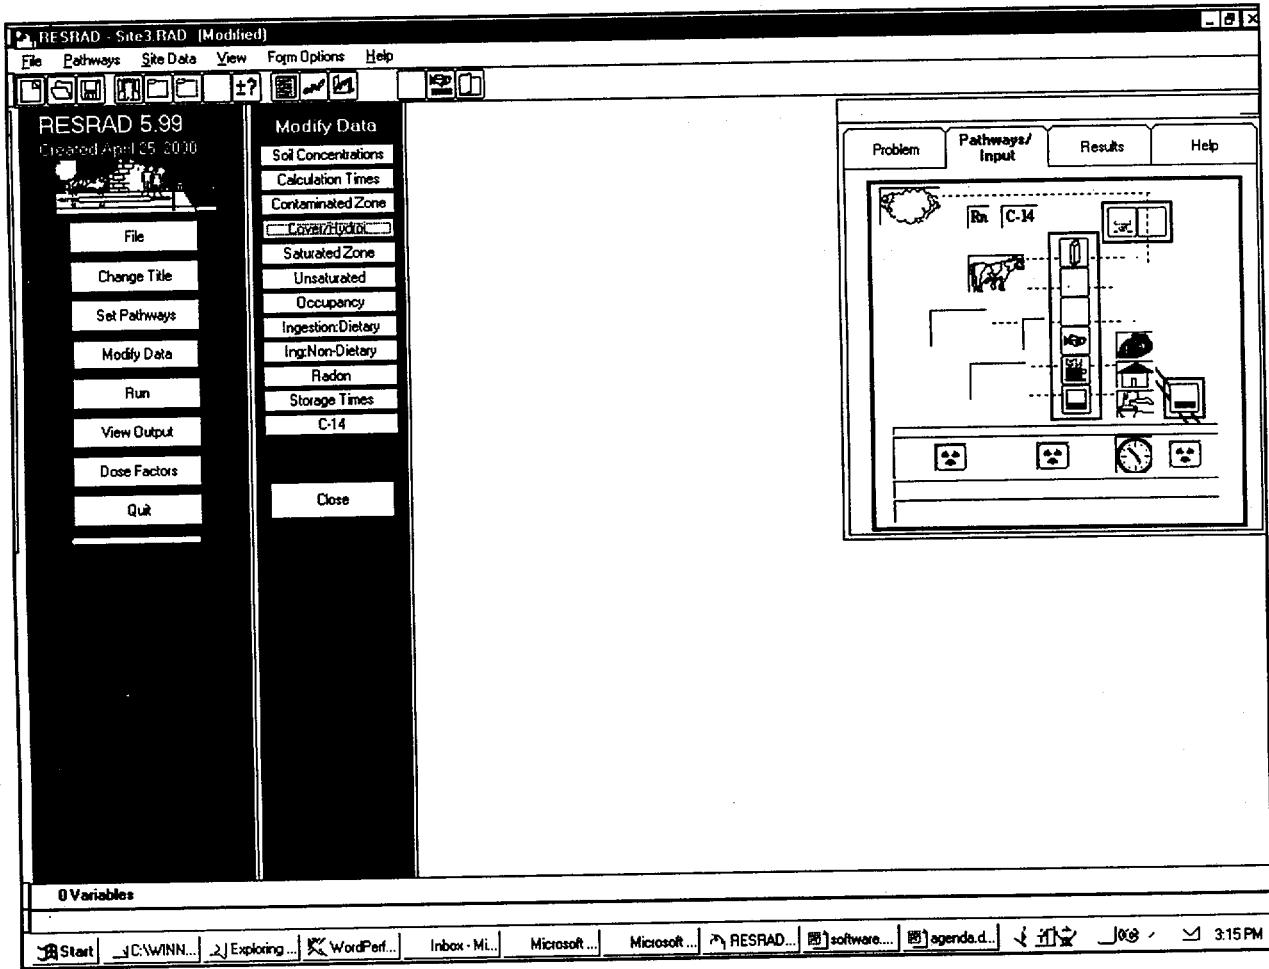 RESRAD - Site3.RAD (Modified)
File Pathways Site Data View Form Options Help
±?
RESRAD 5.99
Created April 25, 2000
File
Change Title
Set Pathways
Modify Data
Run
View Output
Dose Factors
Quit
Modify Data
Soil Concentrations
Calculation Times
Contaminated Zone
Cover/Hydrol.
Saturated Zone
Unsaturated
Occupancy
Ingestion:Dietary
Ing:Non-Dietary
Radon
Storage Times
C-14
Close
Problem
Pathways/
Input
Results
Help
Rn C-14
0 Variables
Start C:\WINN... Exploring ... WordPerf... Inbox - Mi... Microsoft ... Microsoft ... RESRAD... software.... agenda.d... 3:15 PM